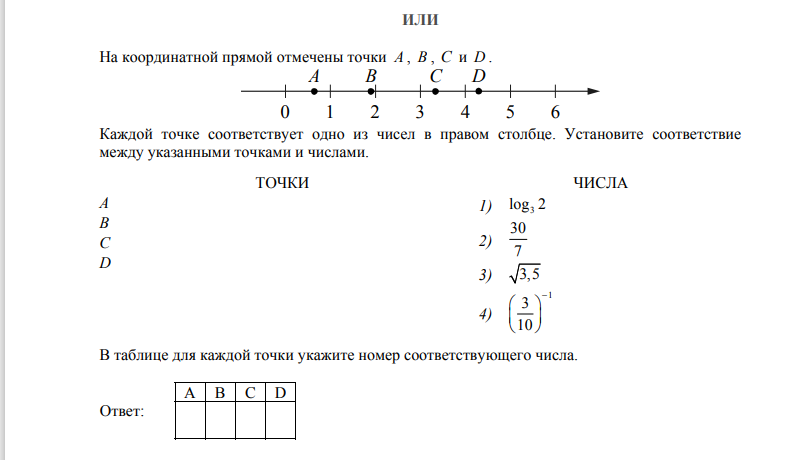 ИЛИ
На координатной прямой отмечены точки A , B , C и D .
A B C D
0 1 2 3 4 5 6
Каждой точке соответствует одно из чисел в правом столбце. Установите соответствие
между указанными точками и числами.
ТОЧКИ ЧИСЛА
A
B
C
D
1) log₃ 2
2) 30/7
3) √3,5
4) (3/10)⁻¹
В таблице для каждой точки укажите номер соответствующего числа.
A B C D
Ответ: